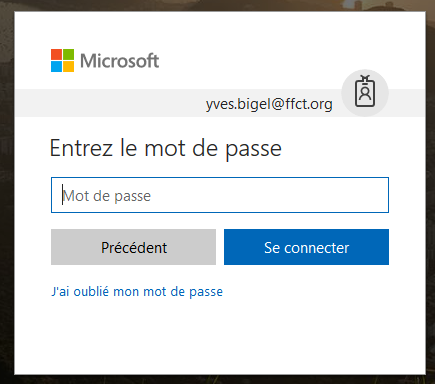 Microsoft
yves.bigel@ffct.org
Entrez le mot de passe
Mot de passe
Précédent
Se connecter
J'ai oublié mon mot de passe